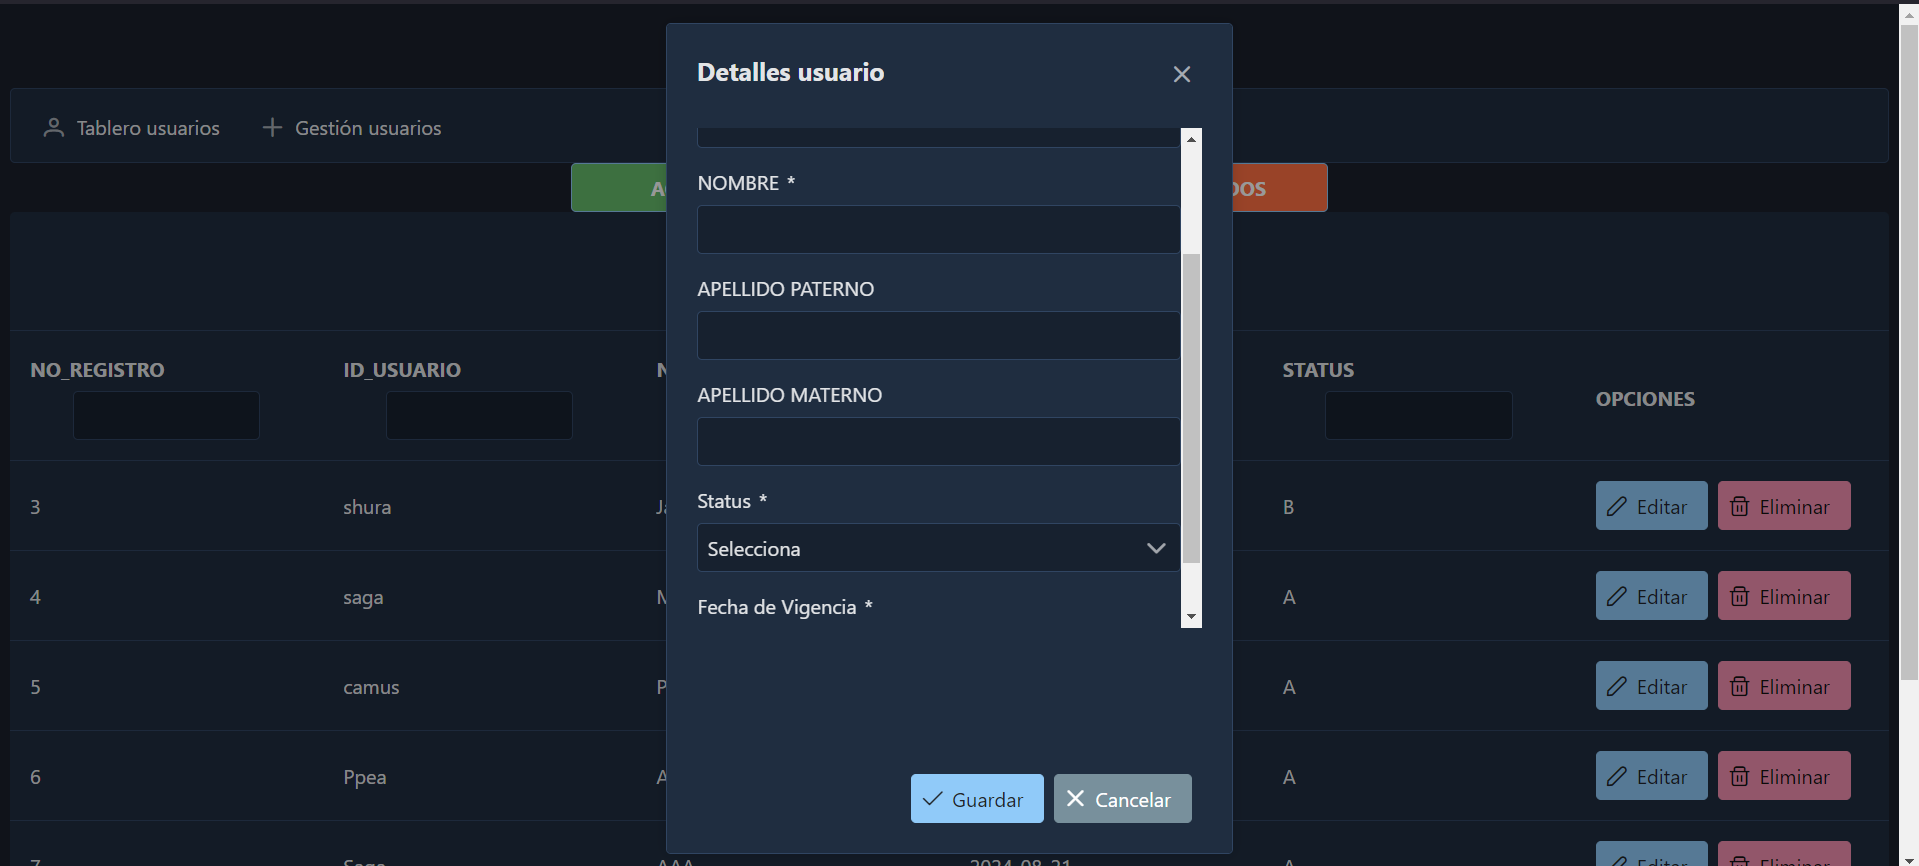 Detalles usuario
Tablero usuarios
Gestión usuarios
NOMBRE *
APELLIDO PATERNO
APELLIDO MATERNO
Status *
Selecciona
Fecha de Vigencia *
Guardar
Cancelar
NO_REGISTRO ID_USUARIO STATUS OPCIONES
3 shura B Editar Eliminar
4 saga A Editar Eliminar
5 camus A Editar Eliminar
6 Ppea A Editar Eliminar
7 Saga AAA 2024-08-31 A Editar Eliminar